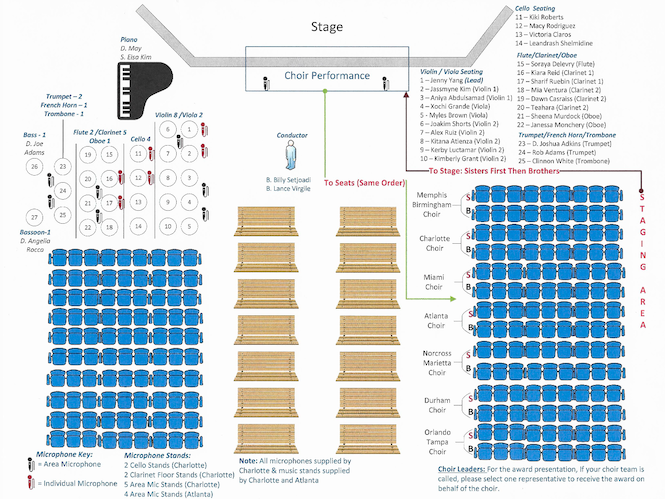 Stage
Piano
D. May
S. Eisa Kim
Choir Performance
Cello Seating
11 – Kiki Roberts
12 – Macy Rodriguez
13 – Victoria Claros
14 – Leandrash Shelmidine
Flute/Clarinet/Oboe
15 – Soraya Delevry (Flute)
16 – Kiara Reid (Clarinet 1)
17 – Sharif Ruebin (Clarinet 1)
18 – Mia Ventura (Clarinet 2)
19 – Dawn Casraiss (Clarinet 2)
20 – Teahara (Clarinet 2)
21 – Sheena Murdock (Oboe)
22 – Janessa Monchery (Oboe)
Trumpet/French Horn/Trombone
23 – D. Joshua Adkins (Trumpet)
24 – Rob Adams (Trumpet)
25 – Clinnon White (Trombone)
Violin / Viola Seating
1 – Jenny Yang (Lead)
2 – Jassmyne Kim (Violin 1)
3 – Aniya Abdulsamad (Violin 1)
4 – Xochi Grande (Viola)
5 – Myles Brown (Viola)
6 – Joakim Shorts (Violin 2)
7 – Alex Ruiz (Violin 2)
8 – Kitana Atienza (Violin 2)
9 – Kerby Luctamar (Violin 2)
10 – Kimberly Grant (Violin 2)
Trumpet – 2
French Horn – 1
Trombone - 1
Bass - 1
D. Joe
Adams
Flute 2 / Clarinet 5
Oboe 1
Cello 4
Violin 8 /Viola 2
6 1
7 2
8 3
9 4
10 5
11
12
13
14
19 15
20 16
21 17
22 18
23
24
25
26
27
Bassoon-1
D. Angelia
Rocco
Conductor
B. Billy Setjoadi
B. Lance Virgile
To Seats (Same Order)
To Stage: Sisters First Then Brothers
STAGING AREA
Memphis
Birmingham
Choir
S
B
Charlotte
Choir
S
B
Miami
Choir
S
B
Atlanta
Choir
S
B
Norcross
Marietta
Choir
S
B
Durham
Choir
S
B
Orlando
Tampa
Choir
S
B
Microphone Key:
= Area Microphone
= Individual Microphone
Microphone Stands:
2 Cello Stands (Charlotte)
2 Clarinet Floor Stands (Charlotte)
5 Area Mic Stands (Charlotte)
4 Area Mic Stands (Atlanta)
Note: All microphones supplied by
Charlotte & music stands supplied
by Charlotte and Atlanta
Choir Leaders: For the award presentation, If your choir team is
called, please select one representative to receive the award on
behalf of the choir.